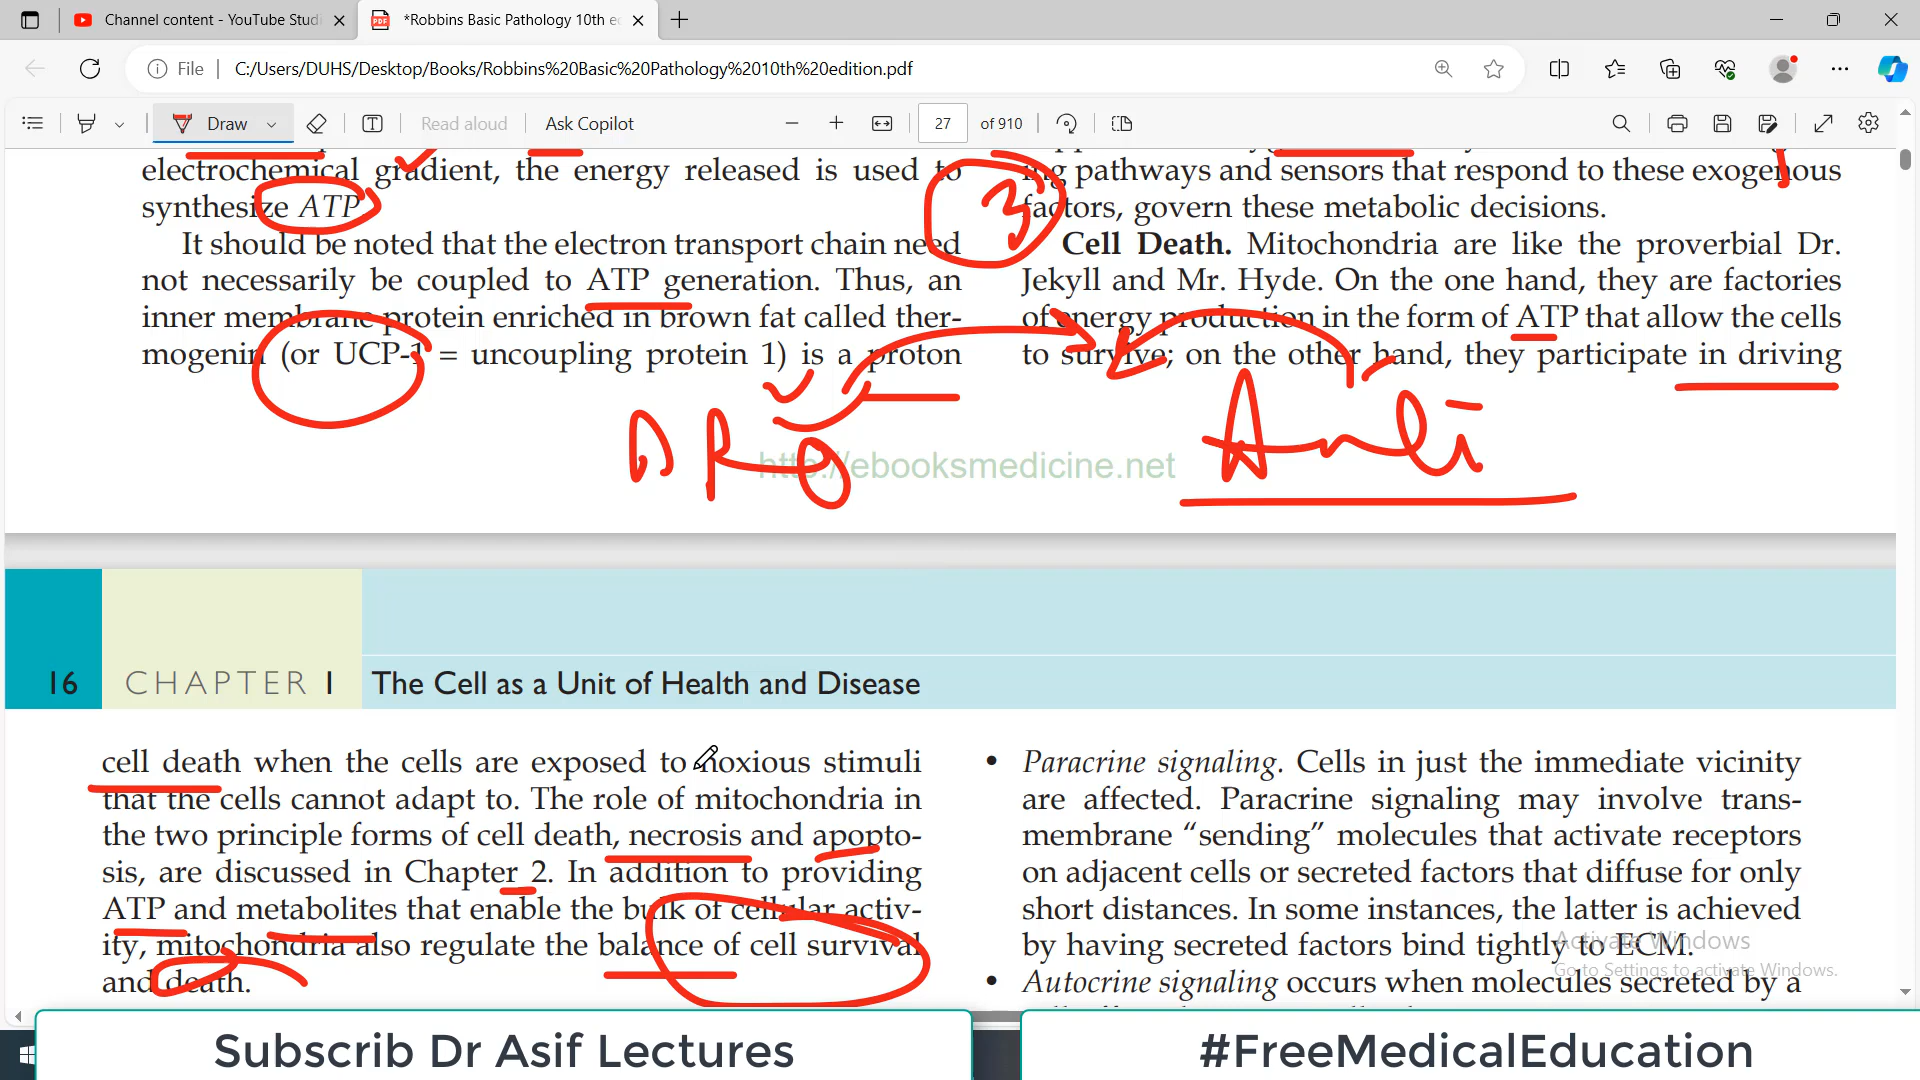 Channel content - YouTube Studi
*Robbins Basic Pathology 10th e
File
C:/Users/DUHS/Desktop/Books/Robbins%20Basic%20Pathology%2010th%20edition.pdf
Draw
Read aloud
Ask Copilot
27 of 910
electrochemical gradient, the energy released is used to
synthesize ATP
It should be noted that the electron transport chain need
not necessarily be coupled to ATP generation. Thus, an
inner membrane protein enriched in brown fat called ther-
mogenin (or UCP-1 = uncoupling protein 1) is a proton
3
ing pathways and sensors that respond to these exogenous
factors, govern these metabolic decisions.
Cell Death. Mitochondria are like the proverbial Dr.
Jekyll and Mr. Hyde. On the one hand, they are factories
of energy production in the form of ATP that allow the cells
to survive; on the other hand, they participate in driving
Anti
http://ebooksmedicine.net
16 CHAPTER 1 The Cell as a Unit of Health and Disease
cell death when the cells are exposed to noxious stimuli
that the cells cannot adapt to. The role of mitochondria in
the two principle forms of cell death, necrosis and apopto-
sis, are discussed in Chapter 2. In addition to providing
ATP and metabolites that enable the bulk of cellular activ-
ity, mitochondria also regulate the balance of cell survival
and death.
• Paracrine signaling. Cells in just the immediate vicinity
are affected. Paracrine signaling may involve trans-
membrane “sending” molecules that activate receptors
on adjacent cells or secreted factors that diffuse for only
short distances. In some instances, the latter is achieved
by having secreted factors bind tightly to ECM.
• Autocrine signaling occurs when molecules secreted by a
Activate Windows
Go to Settings to activate Windows.
Subscrib Dr Asif Lectures
#FreeMedicalEducation